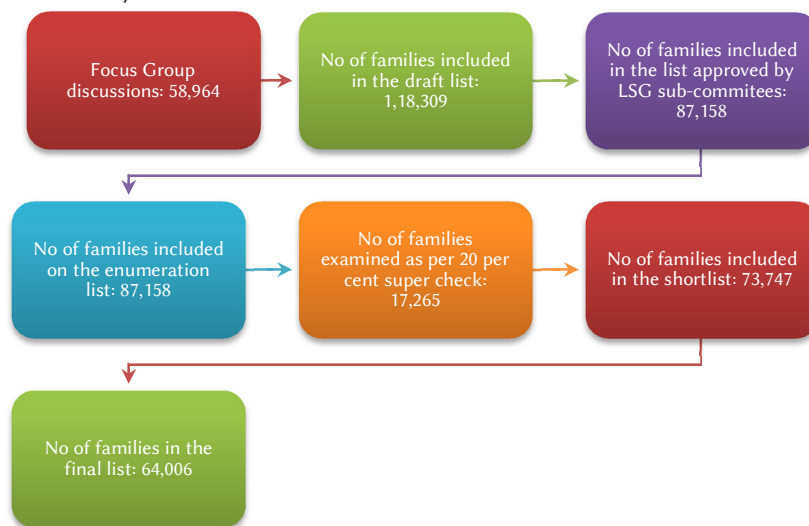 Focus Group
discussions: 58,964
No of families included
in the draft list:
1,18,309
No of families included
in the list approved by
LSG sub-commitees:
87,158
No of families included
on the enumeration
list: 87,158
No of families
examined as per 20 per
cent super check:
17,265
No of families included
in the shortlist: 73,747
No of families in the
final list: 64,006